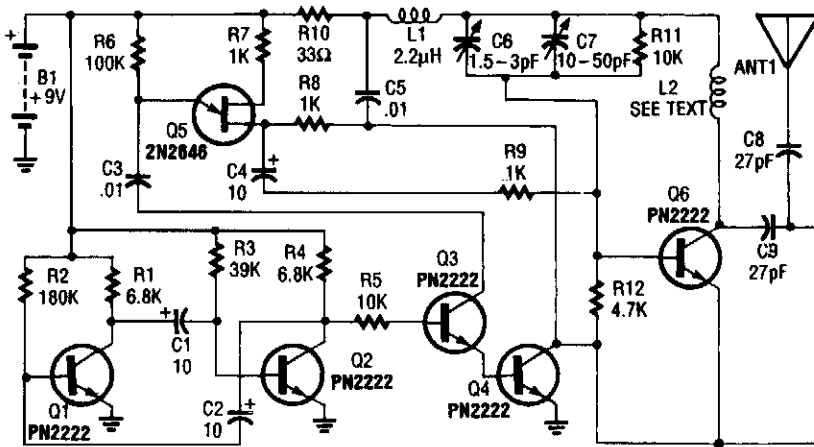 R6
100K
R7
1K
R10
33Ω
L1
2.2µH
C6
1.5–3pF
C7
10–50pF
R11
10K
ANT1
B1
+9V
R8
1K
C5
.01
L2
SEE TEXT
Q5
2N2646
C8
27pF
C3
.01
C4
10
R9
.1K
Q6
PN2222
C9
27pF
R2
180K
R1
6.8K
R3
39K
R4
6.8K
R5
10K
Q3
PN2222
R12
4.7K
C1
10
Q2
PN2222
Q4
PN2222
Q1
PN2222
C2
10